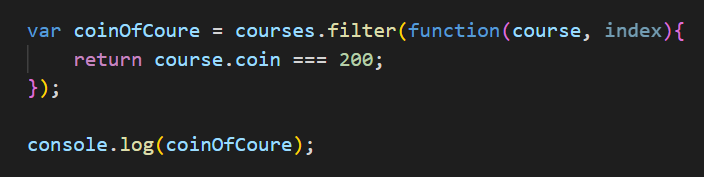 var coinOfCoure = courses.filter(function(course, index){
    return course.coin === 200;
});

console.log(coinOfCoure);